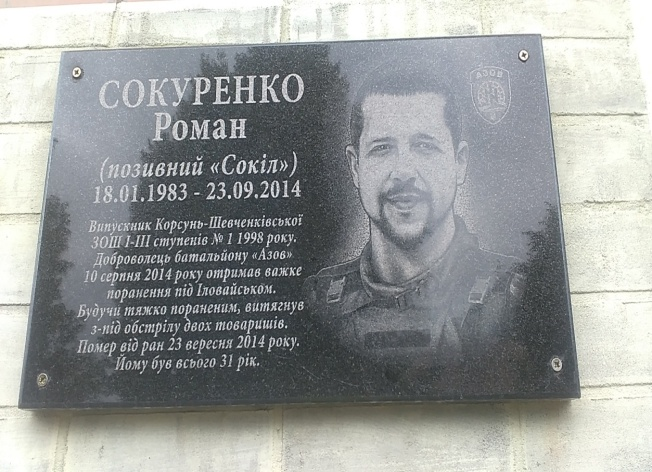 АЗОВ
СОКУРЕНКО
Роман
(позивний «Сокіл»)
18.01.1983 - 23.09.2014
Випускник Корсунь-Шевченківської
ЗОШ І-ІІІ ступенів № 1 1998 року.
Доброволець батальйону «Азов»
10 серпня 2014 року отримав важке
поранення під Іловайськом.
Будучи тяжко пораненим, витягнув
з-під обстрілу двох товаришів.
Помер від ран 23 вересня 2014 року.
Йому був всього 31 рік.